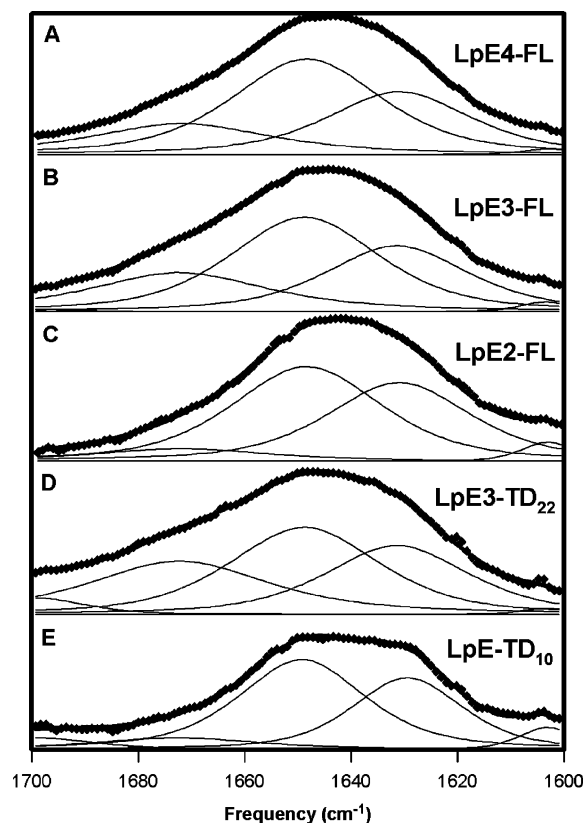 A
LpE4-FL
B
LpE3-FL
C
LpE2-FL
D
LpE3-TD₂₂
E
LpE-TD₁₀
1700 1680 1660 1640 1620 1600
Frequency (cm⁻¹)